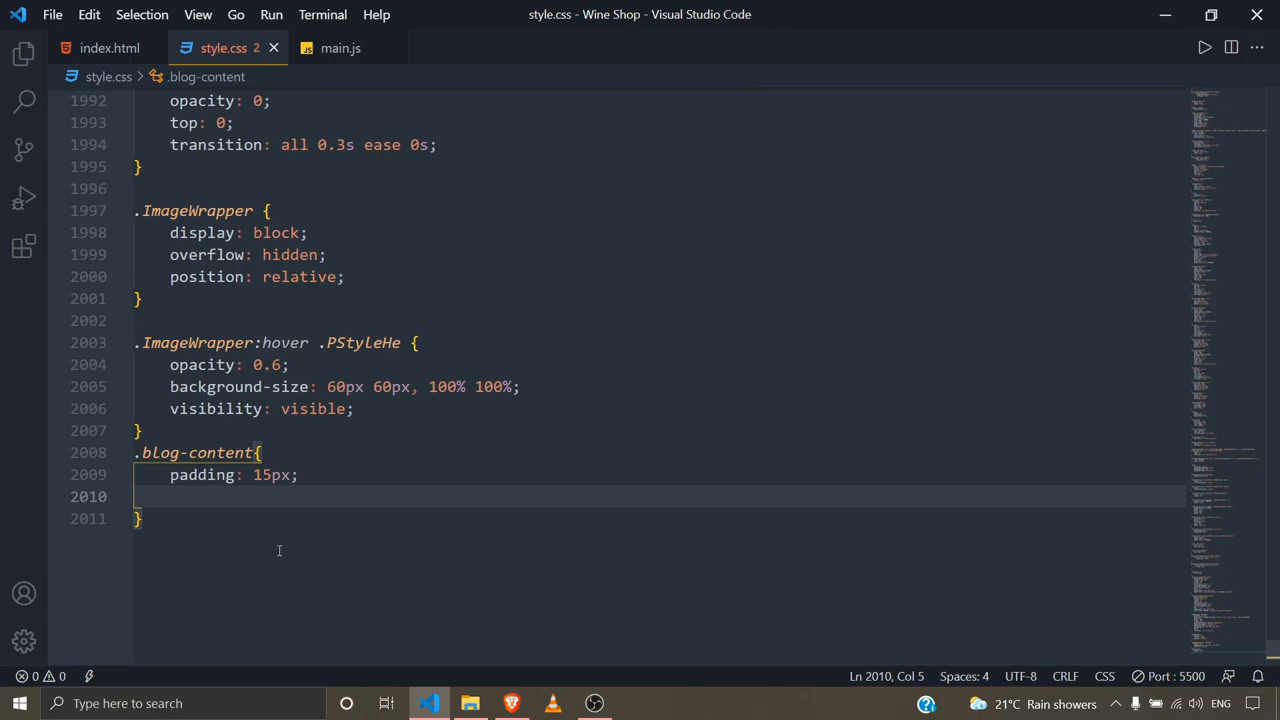 File Edit Selection View Go Run Terminal Help
style.css - Wine Shop - Visual Studio Code
index.html
style.css 2
main.js
style.css > .blog-content
1992 opacity: 0;
1993 top: 0;
1994 transition: all 0.3s ease 0s;
1995 }
1996
1997 .ImageWrapper {
1998 display: block;
1999 overflow: hidden;
2000 position: relative;
2001 }
2002
2003 .ImageWrapper:hover .PStyleHe {
2004 opacity: 0.6;
2005 background-size: 60px 60px, 100% 100%;
2006 visibility: visible;
2007 }
2008 .blog-content{
2009 padding: 15px;
2010
2011 }
0 0
Ln 2010, Col 5
Spaces: 4
UTF-8
CRLF
CSS
Port : 5500
Type here to search
21°C Rain showers
ENG